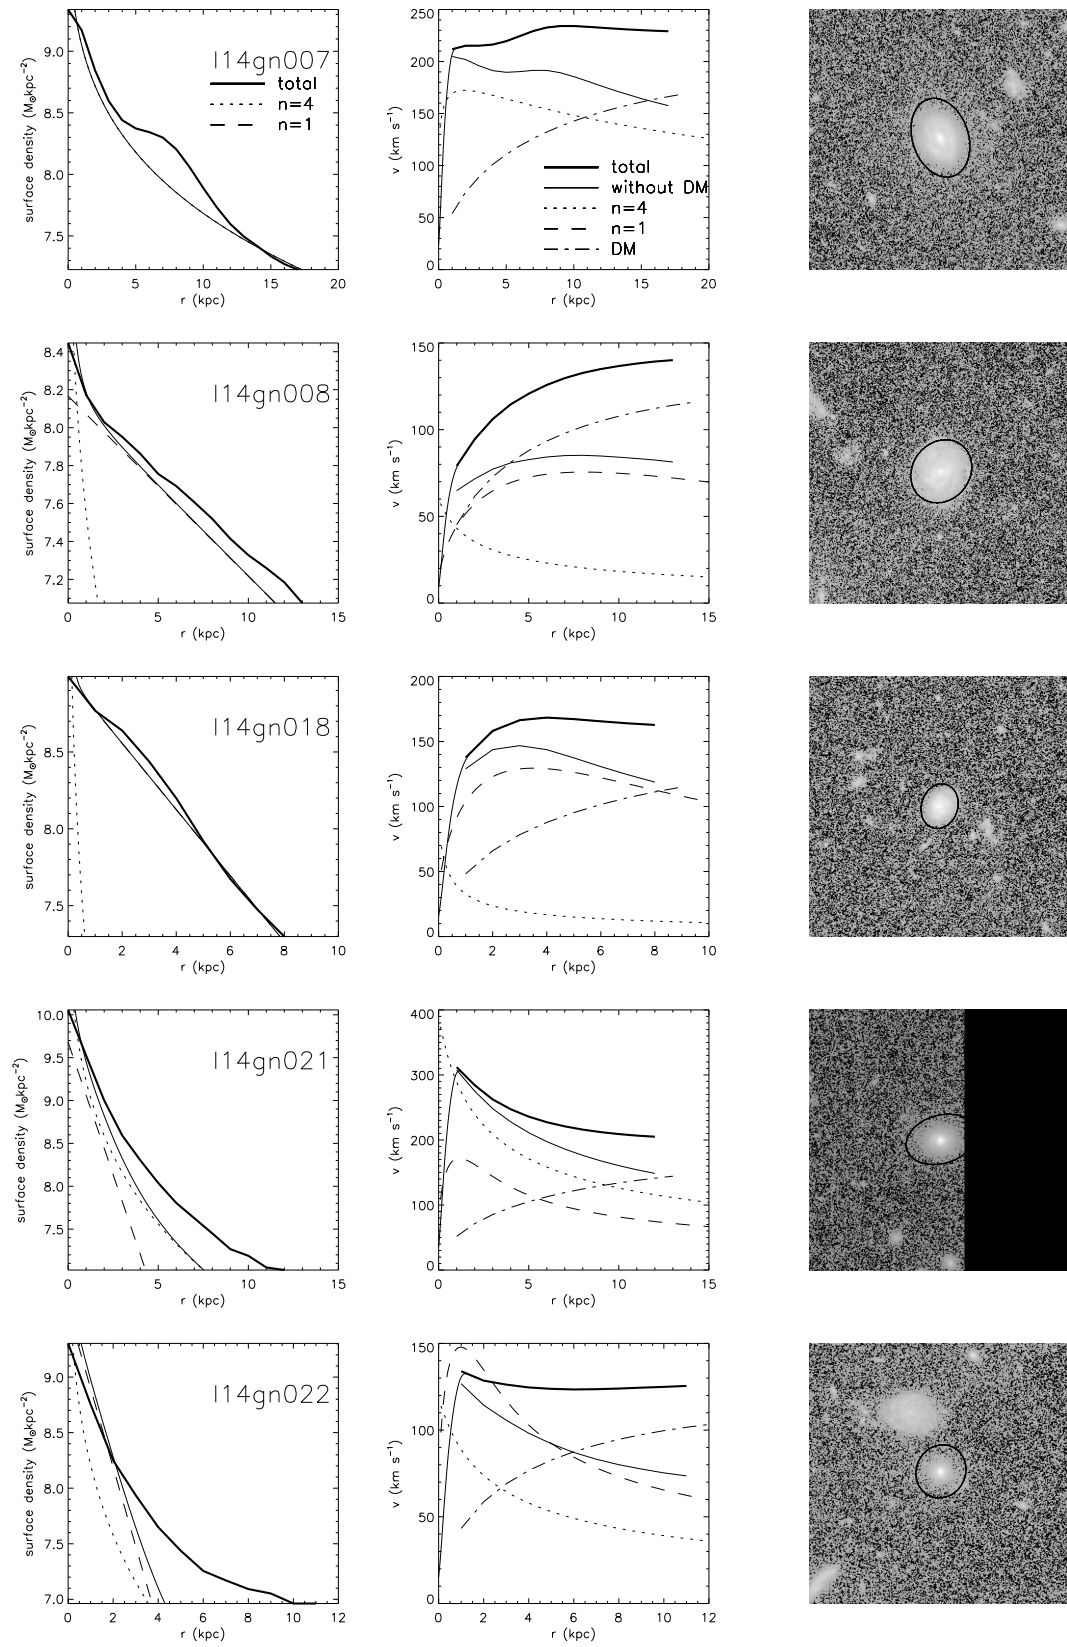 l14gn007
total
n=4
n=1
9.0
8.5
8.0
7.5
surface density (M⊙kpc⁻²)
0 5 10 15 20
r (kpc)
250
200
150
100
50
0
v (km s⁻¹)
total
without DM
n=4
n=1
DM
0 5 10 15 20
r (kpc)
l14gn008
8.4
8.2
8.0
7.8
7.6
7.4
7.2
surface density (M⊙kpc⁻²)
0 5 10 15
r (kpc)
150
100
50
0
v (km s⁻¹)
0 5 10 15
r (kpc)
l14gn018
8.5
8.0
7.5
surface density (M⊙kpc⁻²)
0 2 4 6 8 10
r (kpc)
200
150
100
50
0
v (km s⁻¹)
0 2 4 6 8 10
r (kpc)
l14gn021
10.0
9.5
9.0
8.5
8.0
7.5
surface density (M⊙kpc⁻²)
0 5 10 15
r (kpc)
400
300
200
100
0
v (km s⁻¹)
0 5 10 15
r (kpc)
l14gn022
9.0
8.5
8.0
7.5
7.0
surface density (M⊙kpc⁻²)
0 2 4 6 8 10 12
r (kpc)
150
100
50
0
v (km s⁻¹)
0 2 4 6 8 10 12
r (kpc)